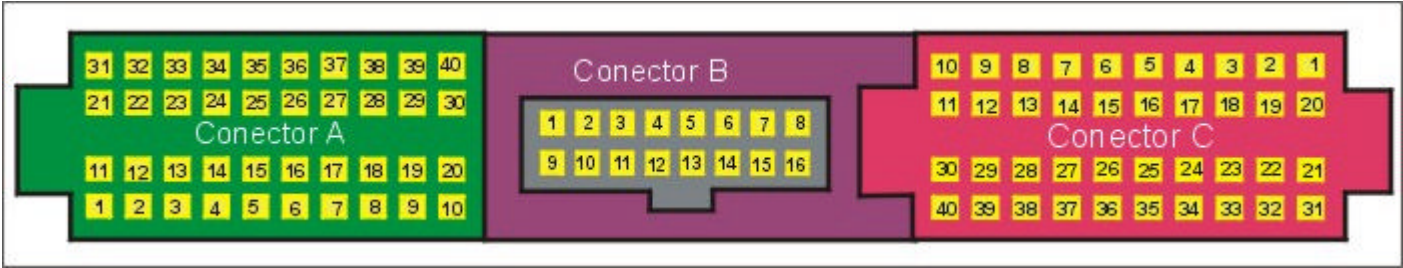 31 32 33 34 35 36 37 38 39 40
21 22 23 24 25 26 27 28 29 30
Conector A
11 12 13 14 15 16 17 18 19 20
1 2 3 4 5 6 7 8 9 10
Conector B
1 2 3 4 5 6 7 8
9 10 11 12 13 14 15 16
10 9 8 7 6 5 4 3 2 1
11 12 13 14 15 16 17 18 19 20
Conector C
30 29 28 27 26 25 24 23 22 21
40 39 38 37 36 35 34 33 32 31